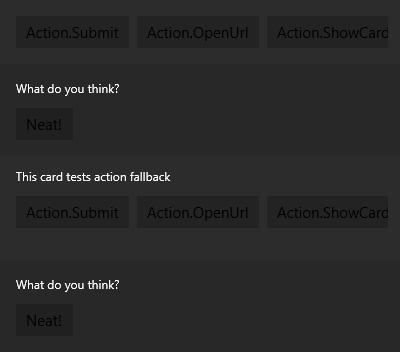 Action.Submit Action.OpenUrl Action.ShowCard
What do you think?
Neat!
This card tests action fallback
Action.Submit Action.OpenUrl Action.ShowCard
What do you think?
Neat!